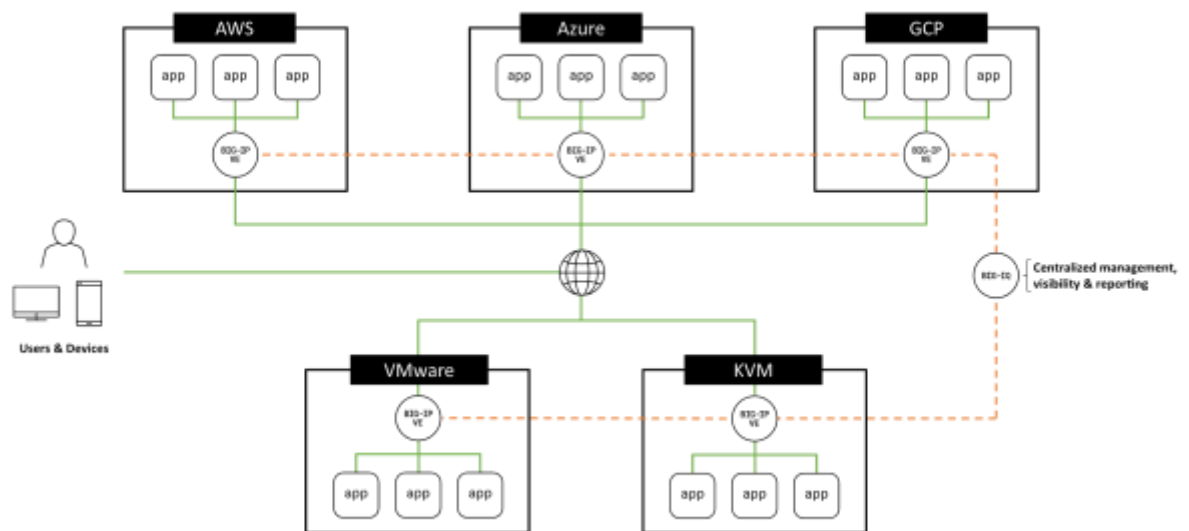 AWS
Azure
GCP
app
app
app
app
app
app
app
app
app
BIG-IP
VE
BIG-IP
VE
BIG-IP
VE
BIG-IQ
Centralized management,
visibility & reporting
Users & Devices
VMware
KVM
BIG-IP
VE
BIG-IP
VE
app
app
app
app
app
app